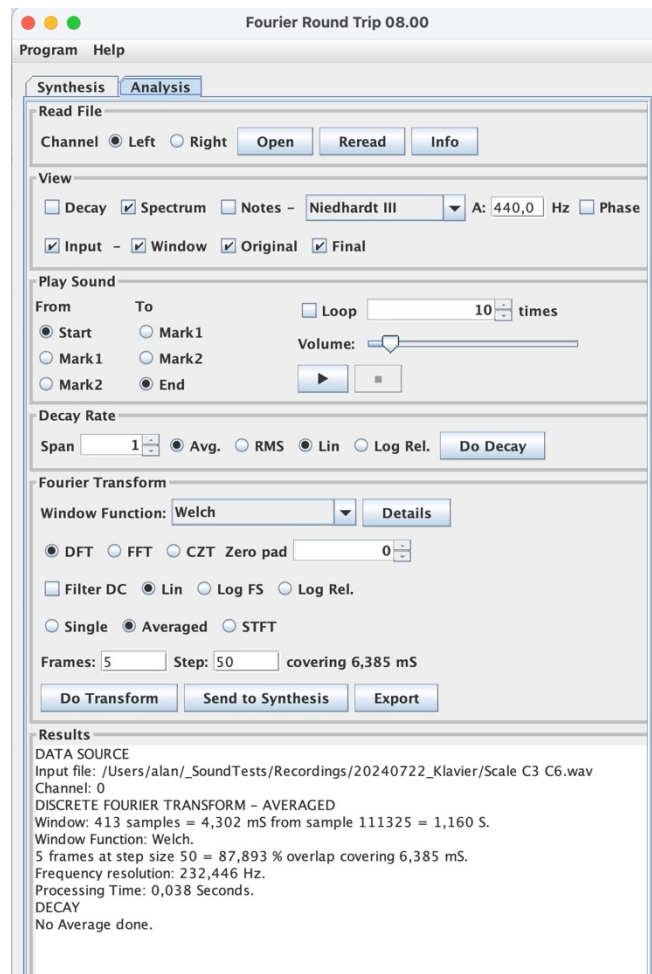 Fourier Round Trip 08.00
Program Help
Synthesis Analysis
Read File
Channel Left Right Open Reread Info
View
Decay Spectrum Notes – Niedhardt III A: 440,0 Hz Phase
Input – Window Original Final
Play Sound
From To Loop 10 times
Start Mark1
Volume:
Mark1 Mark2
Mark2 End
Decay Rate
Span 1 Avg. RMS Lin Log Rel. Do Decay
Fourier Transform
Window Function: Welch Details
DFT FFT CZT Zero pad 0
Filter DC Lin Log FS Log Rel.
Single Averaged STFT
Frames: 5 Step: 50 covering 6,385 mS
Do Transform Send to Synthesis Export
Results
DATA SOURCE
Input file: /Users/alan/_SoundTests/Recordings/20240722_Klavier/Scale C3 C6.wav
Channel: 0
DISCRETE FOURIER TRANSFORM – AVERAGED
Window: 413 samples = 4,302 mS from sample 111325 = 1,160 S.
Window Function: Welch.
5 frames at step size 50 = 87,893 % overlap covering 6,385 mS.
Frequency resolution: 232,446 Hz.
Processing Time: 0,038 Seconds.
DECAY
No Average done.